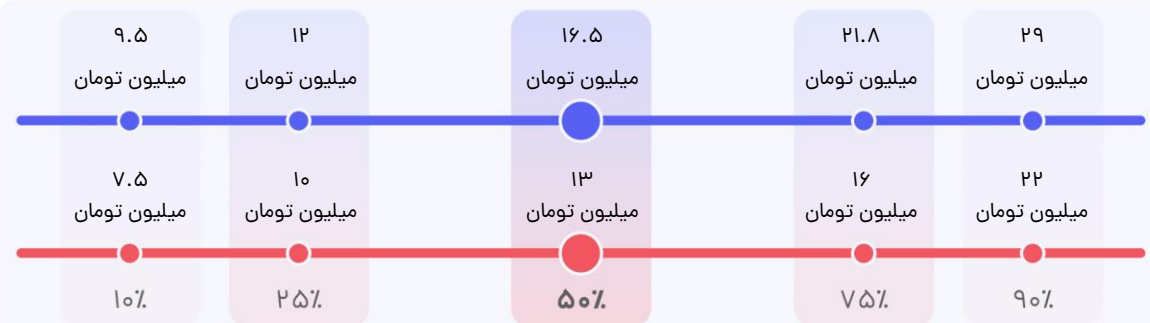 ۹.۵
میلیون تومان
۱۲
میلیون تومان
۱۶.۵
میلیون تومان
۲۱.۸
میلیون تومان
۲۹
میلیون تومان
۷.۵
میلیون تومان
۱۰
میلیون تومان
۱۳
میلیون تومان
۱۶
میلیون تومان
۲۲
میلیون تومان
۱۰٪
۲۵٪
۵۰٪
۷۵٪
۹۰٪